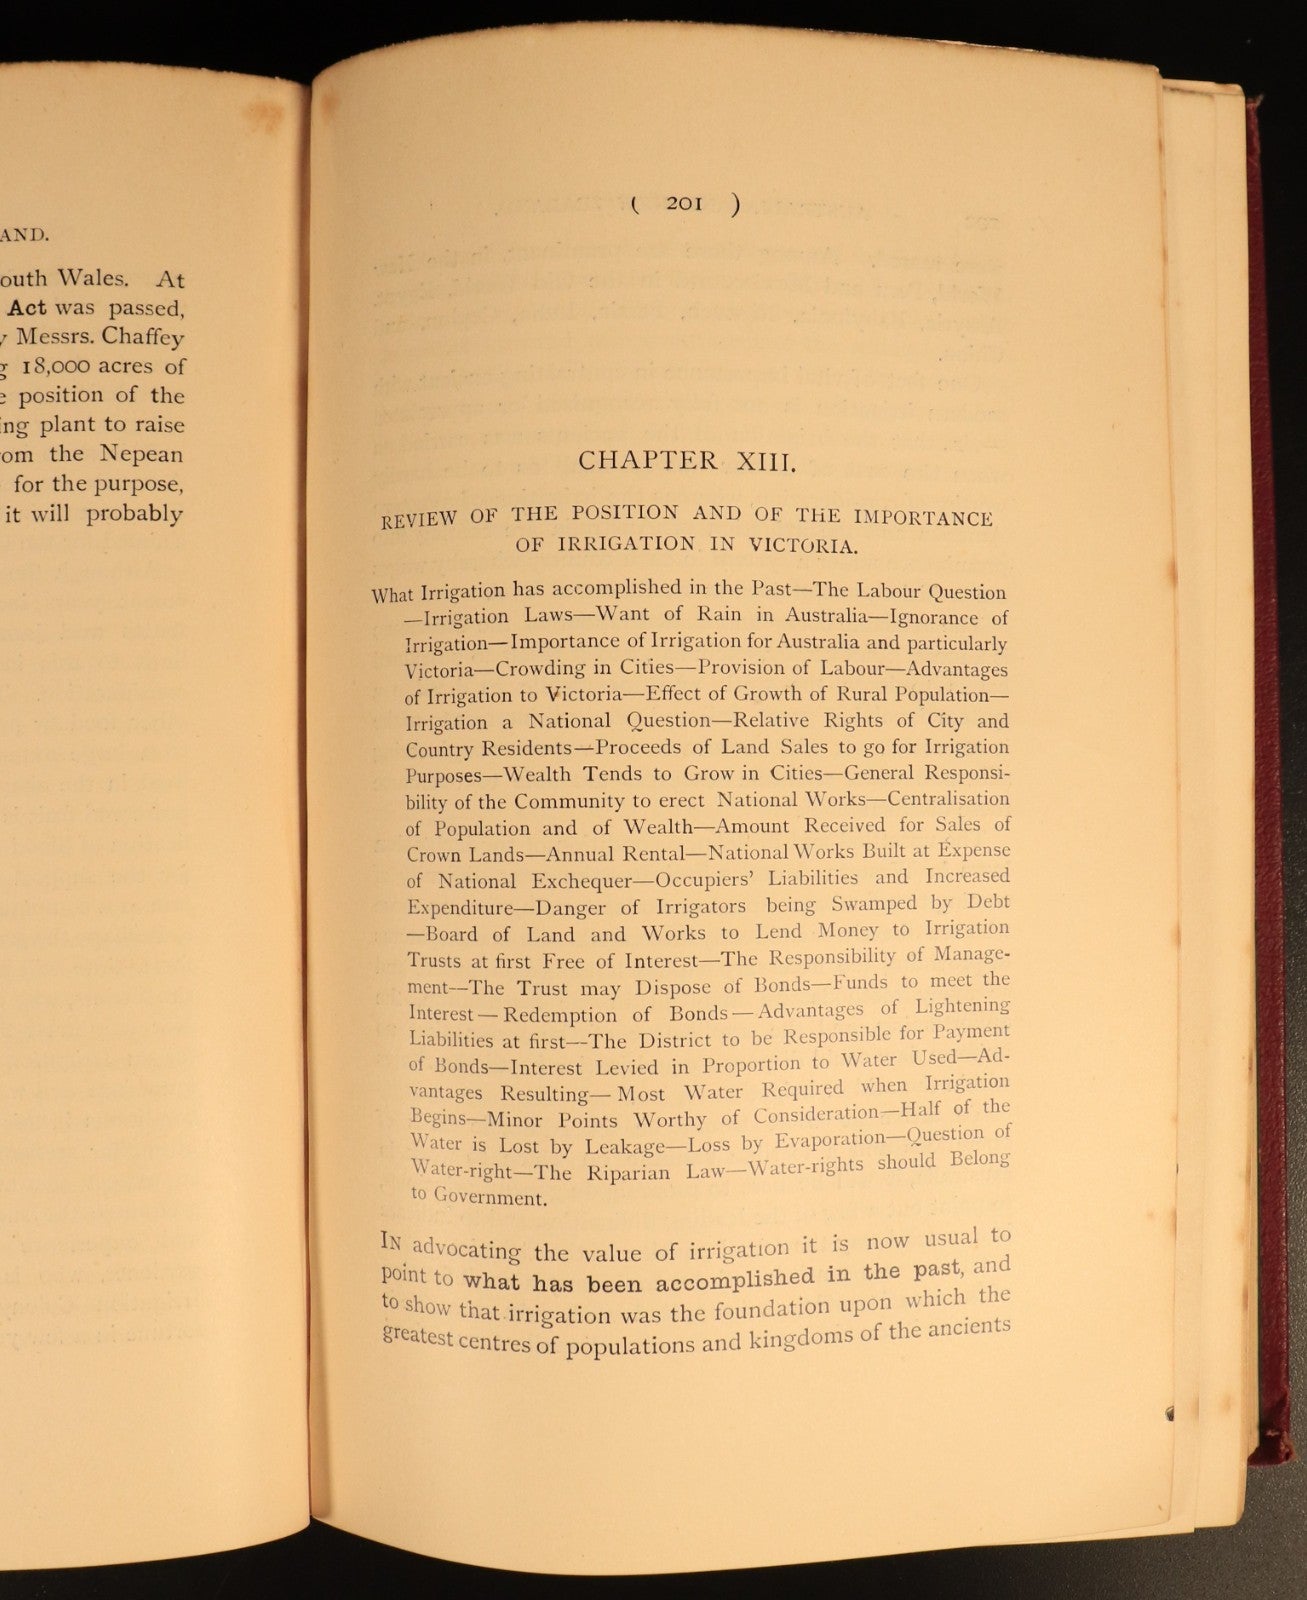 AND.
outh Wales. At
Act was passed,
Messrs. Chaffey
18,000 acres of
position of the
ing plant to raise
om the Nepean
for the purpose,
it will probably
( 201 )
CHAPTER XIII.
REVIEW OF THE POSITION AND OF THE IMPORTANCE
OF IRRIGATION IN VICTORIA.
What Irrigation has accomplished in the Past—The Labour Question
—Irrigation Laws—Want of Rain in Australia—Ignorance of
Irrigation—Importance of Irrigation for Australia and particularly
Victoria—Crowding in Cities—Provision of Labour—Advantages
of Irrigation to Victoria—Effect of Growth of Rural Population—
Irrigation a National Question—Relative Rights of City and
Country Residents—Proceeds of Land Sales to go for Irrigation
Purposes—Wealth Tends to Grow in Cities—General Responsi-
bility of the Community to erect National Works—Centralisation
of Population and of Wealth—Amount Received for Sales of
Crown Lands—Annual Rental—National Works Built at Expense
of National Exchequer—Occupiers' Liabilities and Increased
Expenditure—Danger of Irrigators being Swamped by Debt
—Board of Land and Works to Lend Money to Irrigation
Trusts at first Free of Interest—The Responsibility of Manage-
ment—The Trust may Dispose of Bonds—Funds to meet the
Interest—Redemption of Bonds—Advantages of Lightening
Liabilities at first—The District to be Responsible for Payment
of Bonds—Interest Levied in Proportion to Water Used—Ad-
vantages Resulting—Most Water Required when Irrigation
Begins—Minor Points Worthy of Consideration—Half of the
Water is Lost by Leakage—Loss by Evaporation—Question of
Water-right—The Riparian Law—Water-rights should Belong
to Government.
IN advocating the value of irrigation it is now usual to
point to what has been accomplished in the past, and
to show that irrigation was the foundation upon which the
greatest centres of populations and kingdoms of the ancients